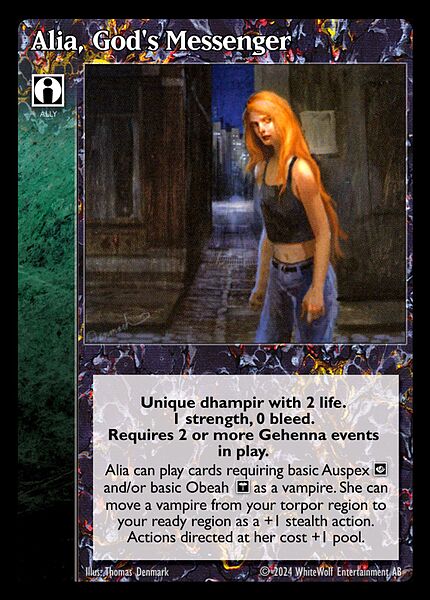 Alia, God's Messenger
ALLY
Unique dhampir with 2 life.
1 strength, 0 bleed.
Requires 2 or more Gehenna events
in play.
Alia can play cards requiring basic Auspex
and/or basic Obeah as a vampire. She can
move a vampire from your torpor region to
your ready region as a +1 stealth action.
Actions directed at her cost +1 pool.
Illus: Thomas Denmark
© 2024 WhiteWolf Entertainment AB